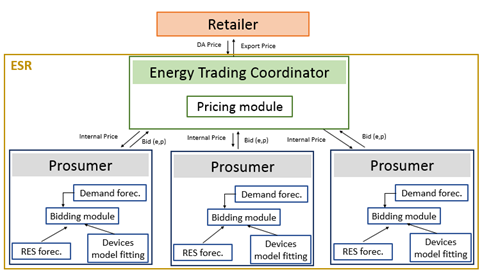 Retailer
DA Price
Export Price
ESR
Energy Trading Coordinator
Pricing module
Internal Price
Bid (e,p)
Internal Price
Bid (e,p)
Internal Price
Bid (e,p)
Prosumer
Demand forec.
Bidding module
RES forec.
Devices
model fitting
Prosumer
Demand forec.
Bidding module
RES forec.
Devices
model fitting
Prosumer
Demand forec.
Bidding module
RES forec.
Devices
model fitting